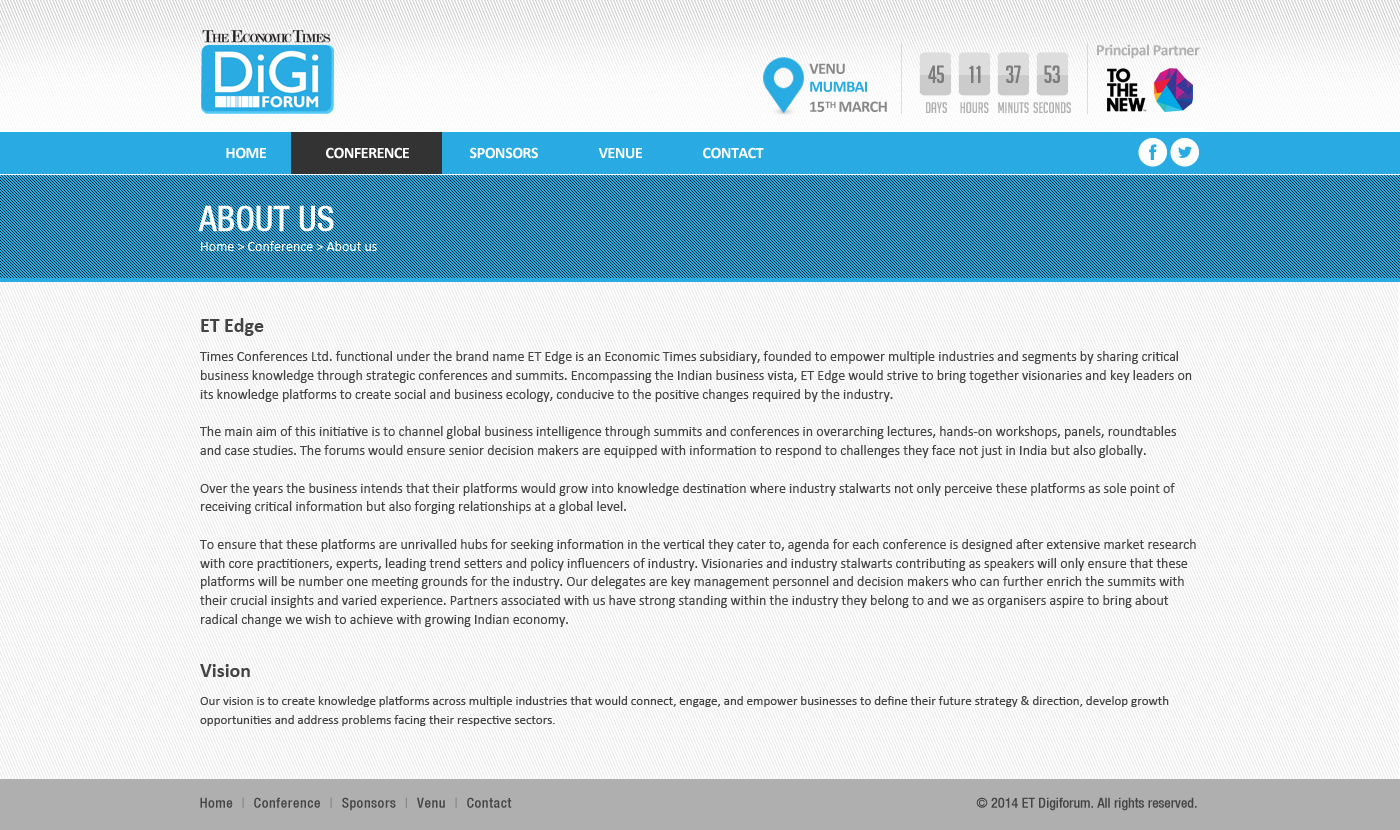 THE ECONOMIC TIMES
DiGi
FORUM
VENU
MUMBAI
15TH MARCH
45 11 37 53
DAYS HOURS MINUTS SECONDS
Principal Partner
TO
THE
NEW
HOME CONFERENCE SPONSORS VENUE CONTACT
ABOUT US
Home > Conference > About us
ET Edge
Times Conferences Ltd. functional under the brand name ET Edge is an Economic Times subsidiary, founded to empower multiple industries and segments by sharing critical
business knowledge through strategic conferences and summits. Encompassing the Indian business vista, ET Edge would strive to bring together visionaries and key leaders on
its knowledge platforms to create social and business ecology, conducive to the positive changes required by the industry.
The main aim of this initiative is to channel global business intelligence through summits and conferences in overarching lectures, hands-on workshops, panels, roundtables
and case studies. The forums would ensure senior decision makers are equipped with information to respond to challenges they face not just in India but also globally.
Over the years the business intends that their platforms would grow into knowledge destination where industry stalwarts not only perceive these platforms as sole point of
receiving critical information but also forging relationships at a global level.
To ensure that these platforms are unrivalled hubs for seeking information in the vertical they cater to, agenda for each conference is designed after extensive market research
with core practitioners, experts, leading trend setters and policy influencers of industry. Visionaries and industry stalwarts contributing as speakers will only ensure that these
platforms will be number one meeting grounds for the industry. Our delegates are key management personnel and decision makers who can further enrich the summits with
their crucial insights and varied experience. Partners associated with us have strong standing within the industry they belong to and we as organisers aspire to bring about
radical change we wish to achieve with growing Indian economy.
Vision
Our vision is to create knowledge platforms across multiple industries that would connect, engage, and empower businesses to define their future strategy & direction, develop growth
opportunities and address problems facing their respective sectors.
Home | Conference | Sponsors | Venu | Contact
© 2014 ET Digiforum. All rights reserved.